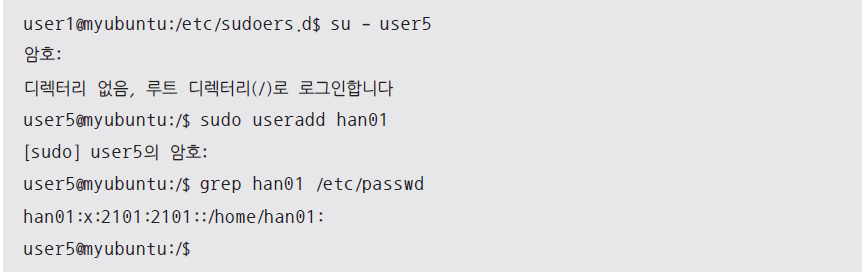 user1@myubuntu:/etc/sudoers.d$ su - user5
암호:
디렉터리 없음, 루트 디렉터리(/)로 로그인합니다
user5@myubuntu:/$ sudo useradd han01
[sudo] user5의 암호:
user5@myubuntu:/$ grep han01 /etc/passwd
han01:x:2101:2101::/home/han01:
user5@myubuntu:/$